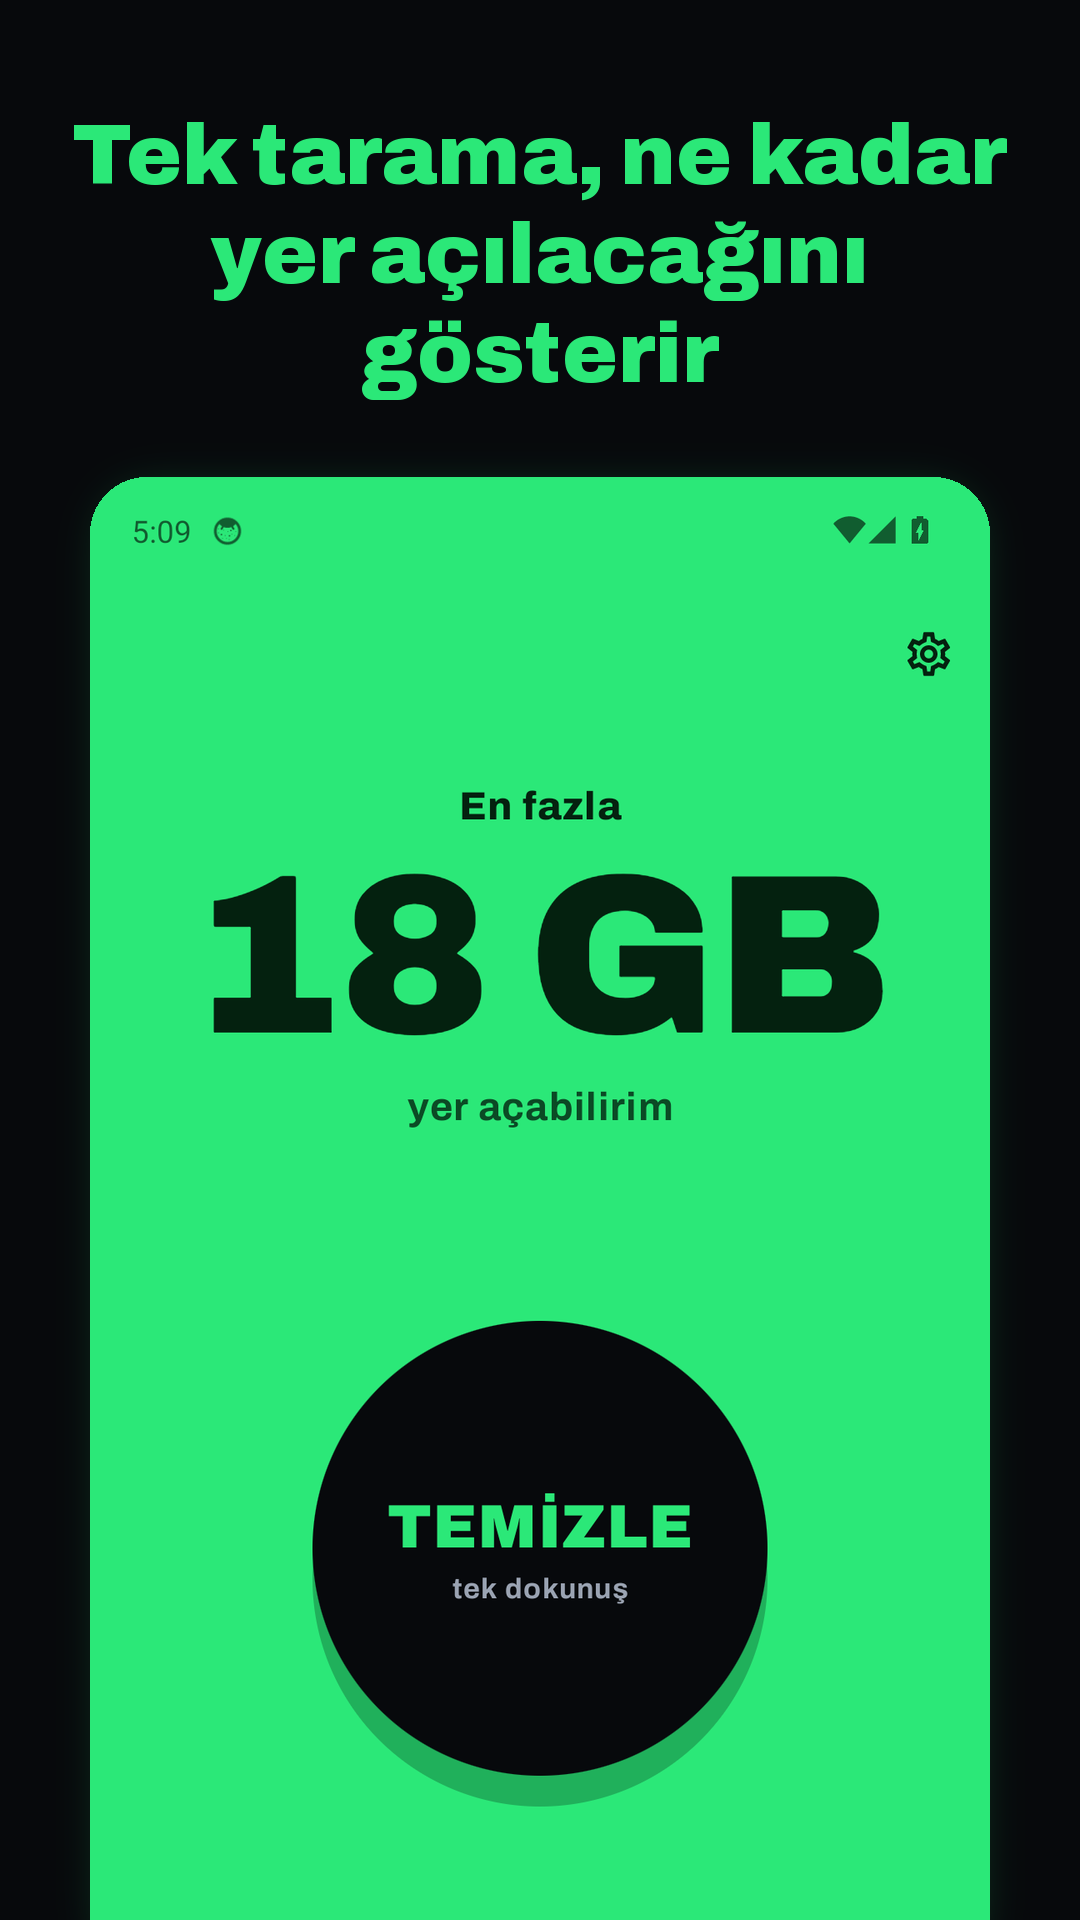 Tek tarama, ne kadar
yer açılacağını
gösterir
5:09
En fazla
18 GB
yer açabilirim
TEMİZLE
tek dokunuş